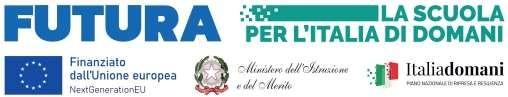 FUTURA
LA SCUOLA
PER L'ITALIA DI DOMANI
Finanziato
dall'Unione europea
NextGenerationEU
Ministero dell'Istruzione
e del Merito
Italiadomani
PIANO NAZIONALE DI RIPRESA E RESILIENZA